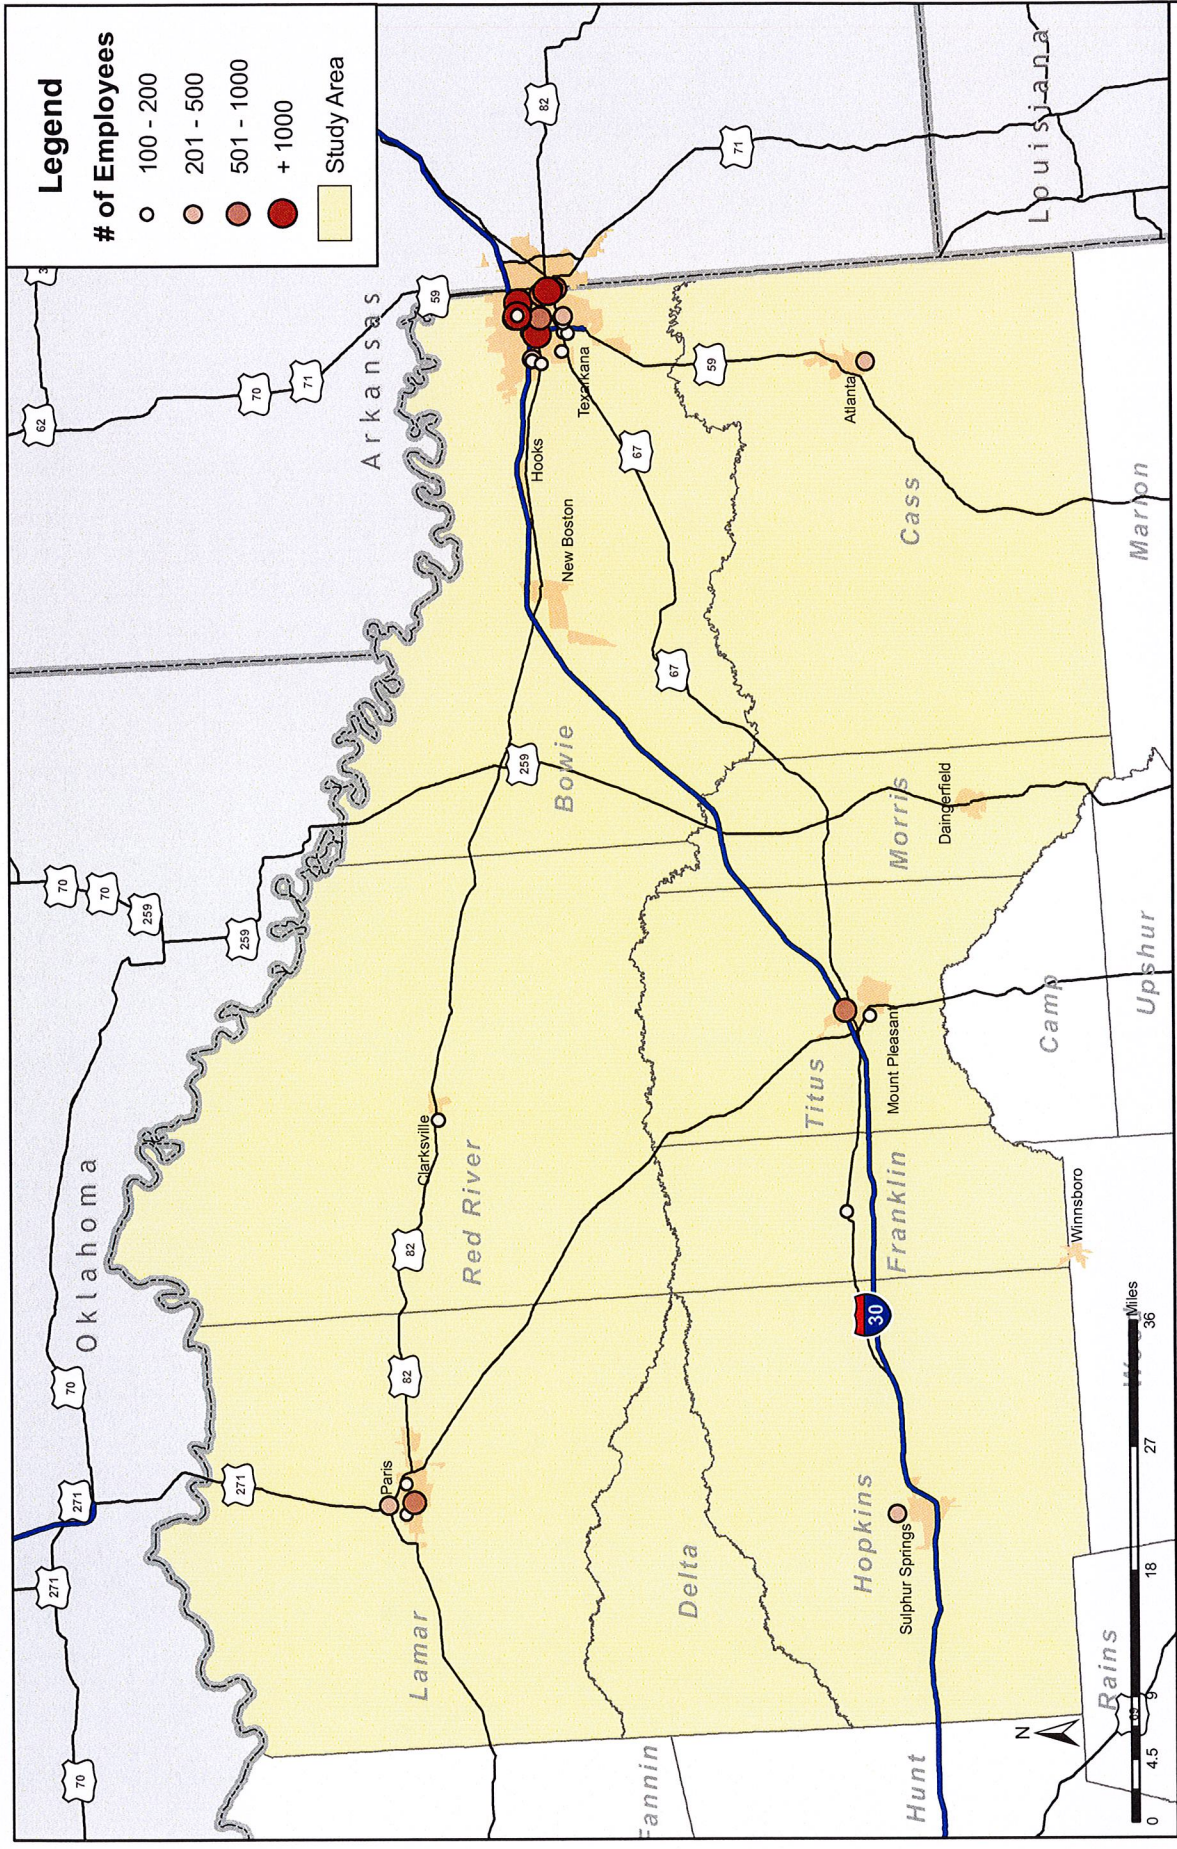 Legend
# of Employees
100 - 200
201 - 500
501 - 1000
+ 1000
Study Area
Oklahoma
Arkansas
Louisiana
70
271
271
70
271
70
70
259
259
62
70
71
59
82
71
Paris
82
82
Clarksville
Red River
Lamar
259
Bowie
New Boston
Hooks
Texarkana
67
67
59
Atlanta
Cass
Marion
Morris
Daingerfield
Titus
Mount Pleasant
Camp
Upshur
Franklin
Winnsboro
30
Hopkins
Sulphur Springs
Delta
Fannin
Hunt
Rains
69
N
0 4.5 9 18 27 36
Miles